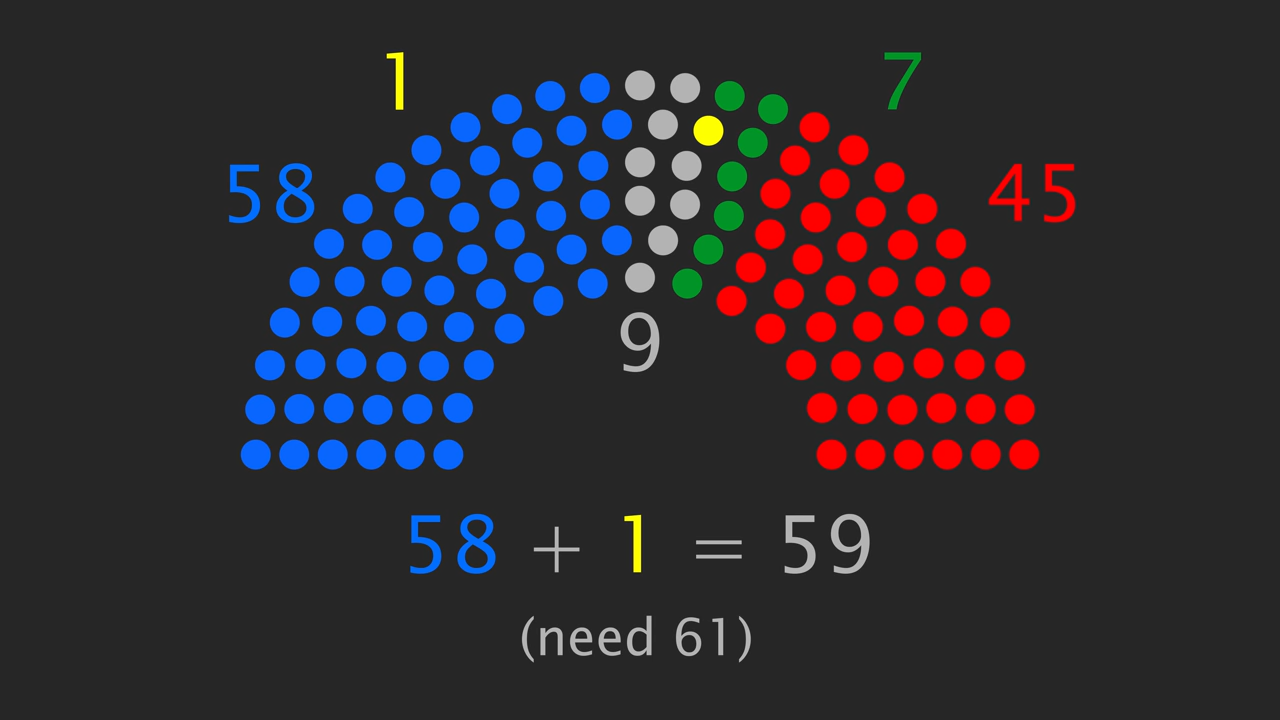 1
7
58
45
9
58 + 1 = 59
(need 61)